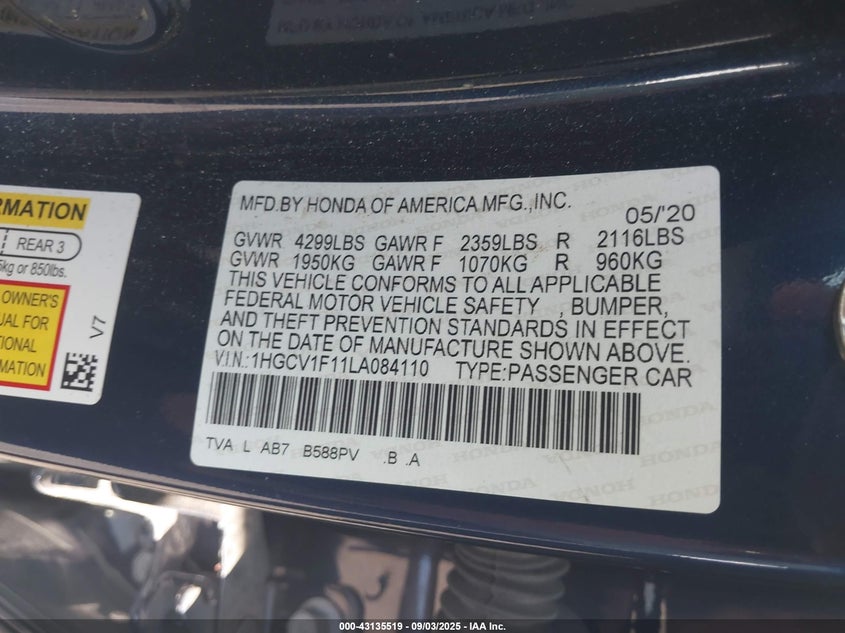 RMATION
REAR 3
5kg or 850lbs.
OWNER'S
UAL FOR
TIONAL
MATION
V7
MFD.BY HONDA OF AMERICA MFG.,INC. 05/'20
GVWR 4299LBS GAWR F 2359LBS R 2116LBS
GVWR 1950KG GAWR F 1070KG R 960KG
THIS VEHICLE CONFORMS TO ALL APPLICABLE
FEDERAL MOTOR VEHICLE SAFETY , BUMPER,
AND THEFT PREVENTION STANDARDS IN EFFECT
ON THE DATE OF MANUFACTURE SHOWN ABOVE.
V.I.N.:1HGCV1F11LA084110 TYPE:PASSENGER CAR
TVA L AB7 B588PV .B .A
000-43135519 - 09/03/2025 - IAA Inc.